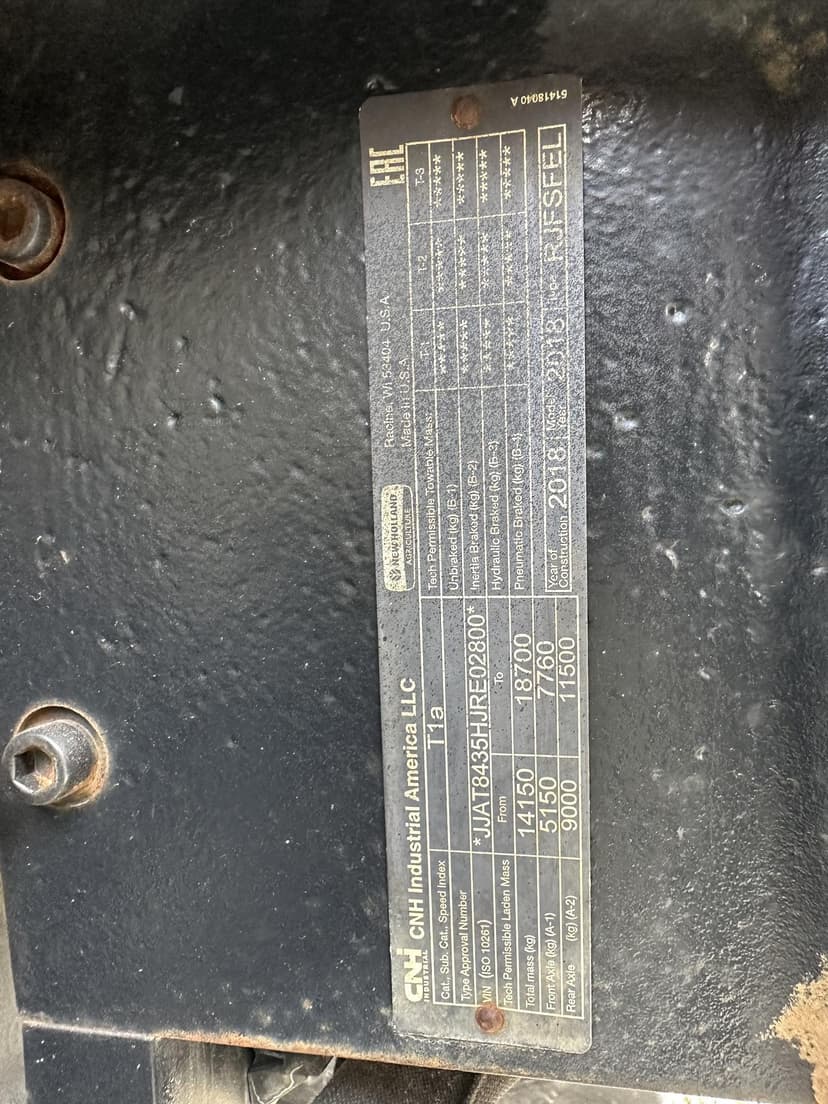 CNH INDUSTRIAL
CNH Industrial America LLC
NEW HOLLAND
AGRICULTURE
Racine, WI 53404 U.S.A.
Made in U.S.A.
EAC
Cat., Sub. Cat., Speed Index T1a
Type Approval Number
VIN (ISO 10261) *JJAT8435HJRE02800*
Tech Permissible Laden Mass From To
Total mass (kg) 14150 18700
Front Axle (kg) (A-1) 5150 7760
Rear Axle (kg) (A-2) 9000 11500
Tech Permissible Towable Mass: T-1 T-2 T-3
Unbraked (kg) (B-1) ***** ***** *****
Inertia Braked (kg) (B-2) ***** ***** *****
Hydraulic Braked (kg) (B-3) ***** ***** *****
Pneumatic Braked (kg) (B-4) ***** ***** *****
Year of Construction 2018 Model Year 2018 RJFSFEL
51418040 A